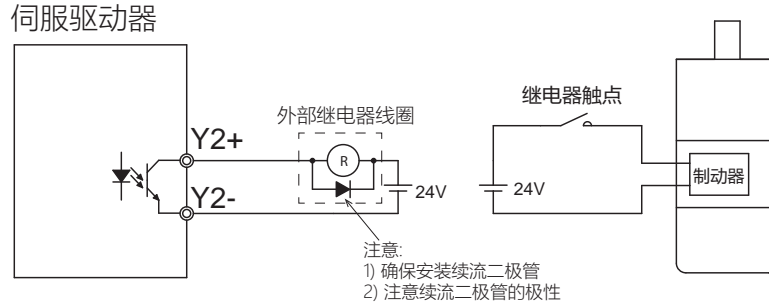 伺服驱动器
外部继电器线圈
继电器触点
Y2+
R
24V
24V
制动器
Y2-
注意:
1) 确保安装续流二极管
2) 注意续流二极管的极性